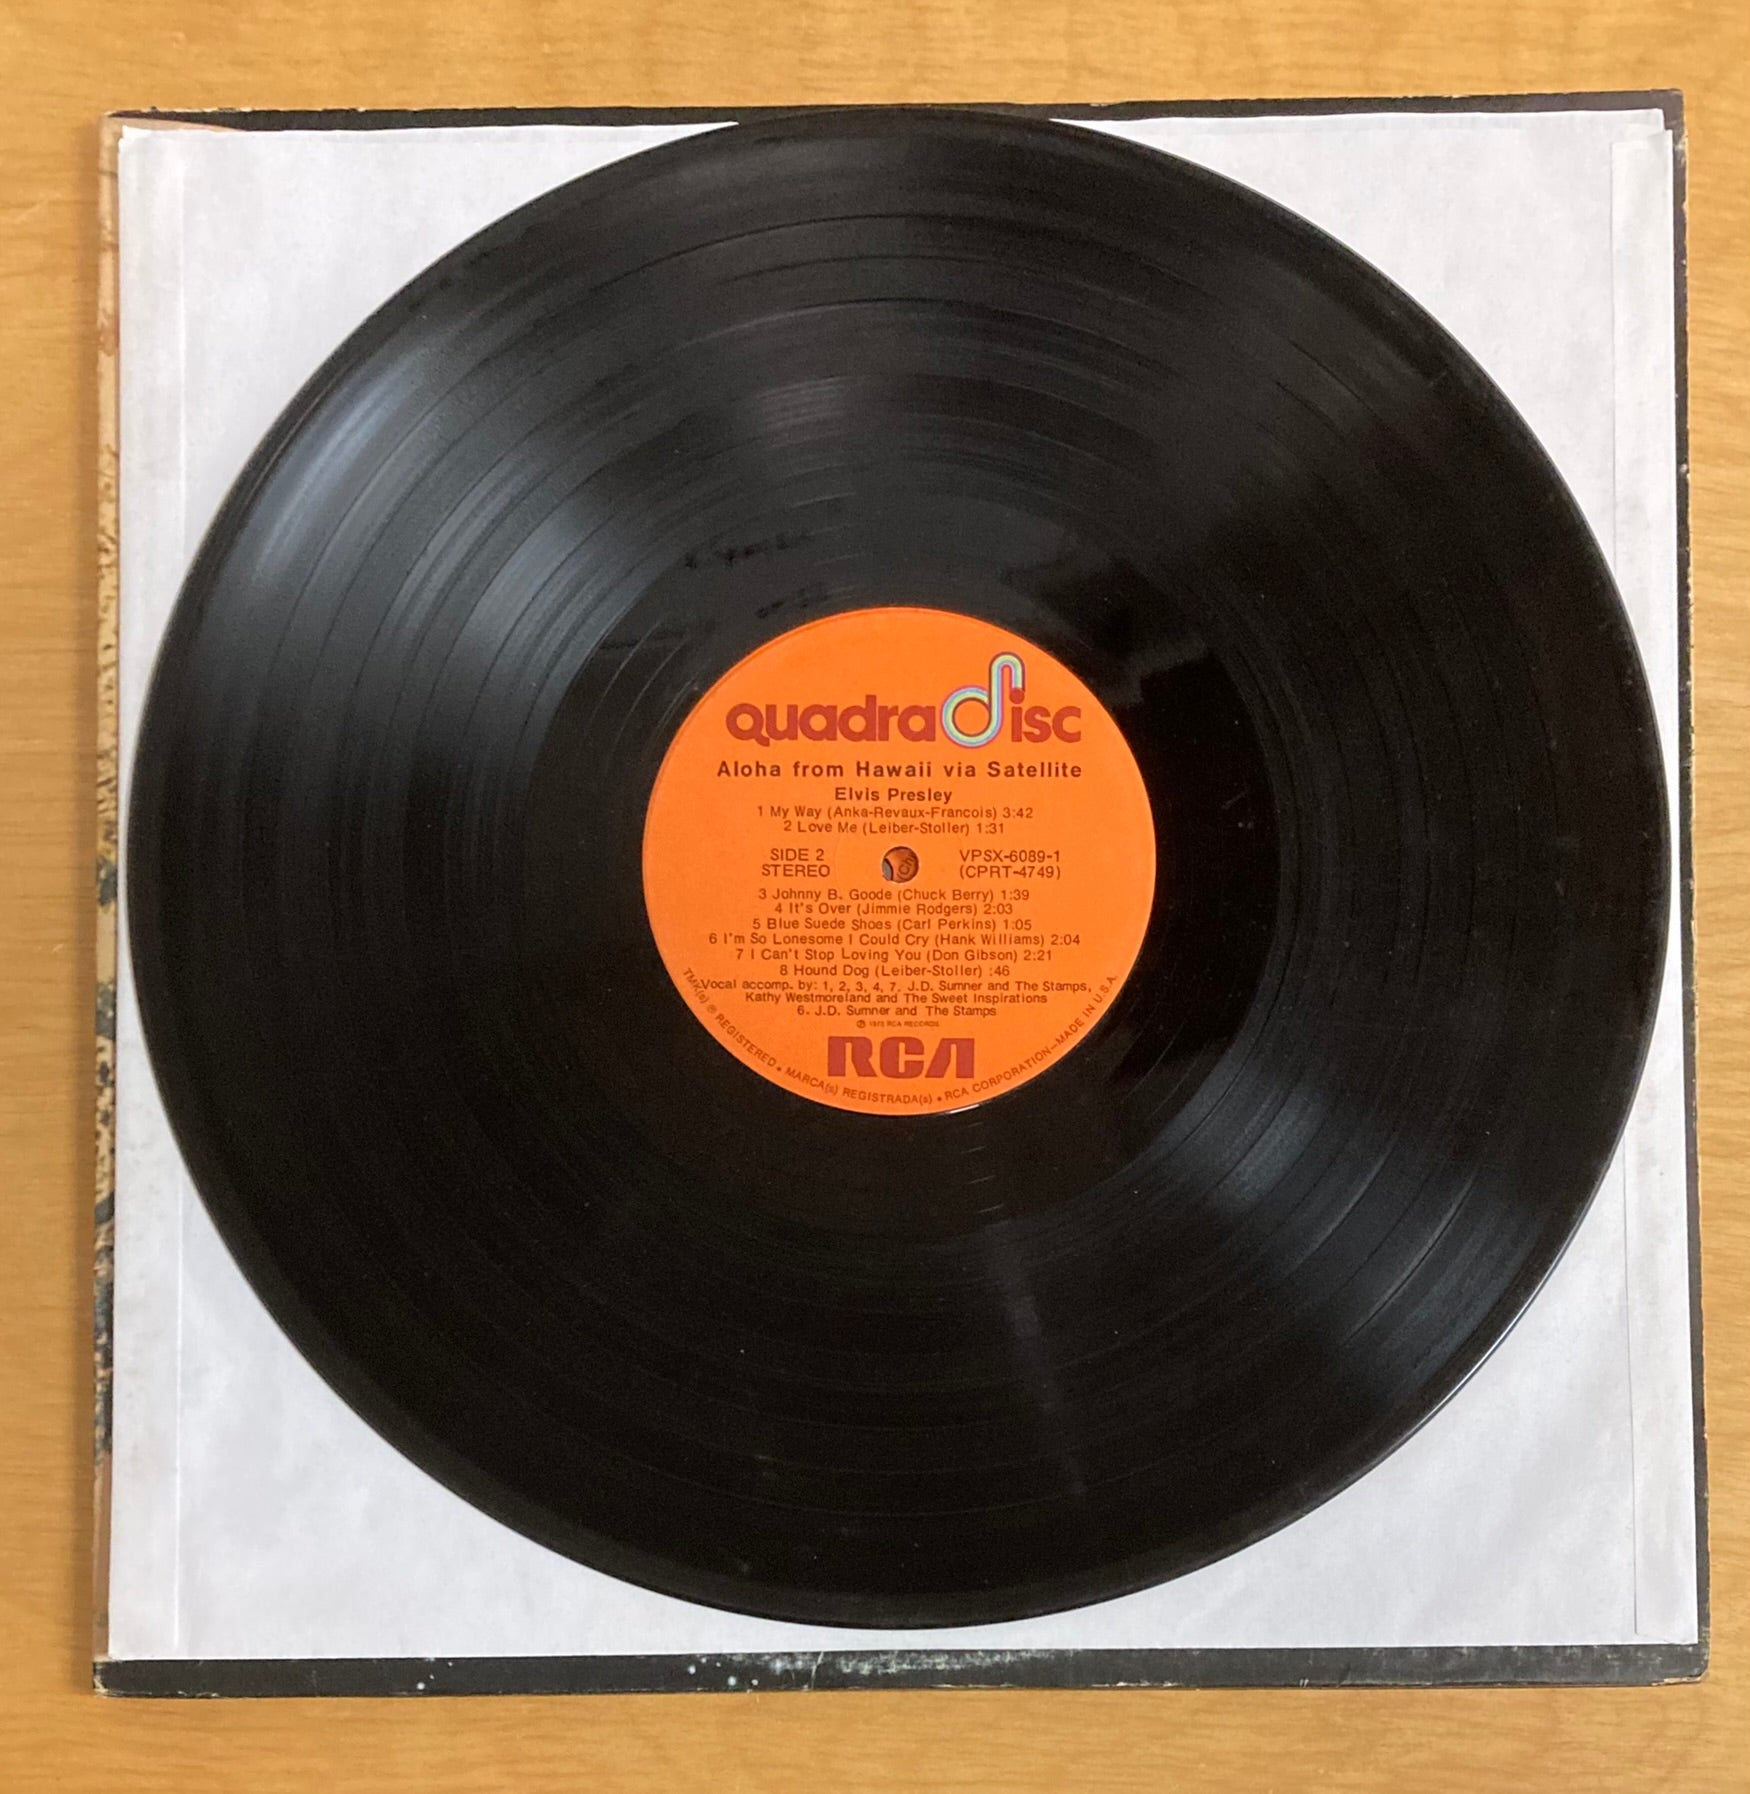 quadradisc
Aloha from Hawaii via Satellite
Elvis Presley
1 My Way (Anka-Revaux-Francois) 3:42
2 Love Me (Leiber-Stoller) 1:31
SIDE 2 VPSX-6089-1
STEREO (CPRT-4749)
3 Johnny B. Goode (Chuck Berry) 1:39
4 It's Over (Jimmie Rodgers) 2:03
5 Blue Suede Shoes (Carl Perkins) 1:05
6 I'm So Lonesome I Could Cry (Hank Williams) 2:04
7 I Can't Stop Loving You (Don Gibson) 2:21
8 Hound Dog (Leiber-Stoller) :46
Vocal accomp. by: 1, 2, 3, 4, 7. J.D. Sumner and The Stamps,
Kathy Westmoreland and The Sweet Inspirations
6. J.D. Sumner and The Stamps
℗ 1973 RCA RECORDS
RCA
TMK(s) ® REGISTERED • MARCA(s) REGISTRADA(s) • RCA CORPORATION—MADE IN U.S.A.